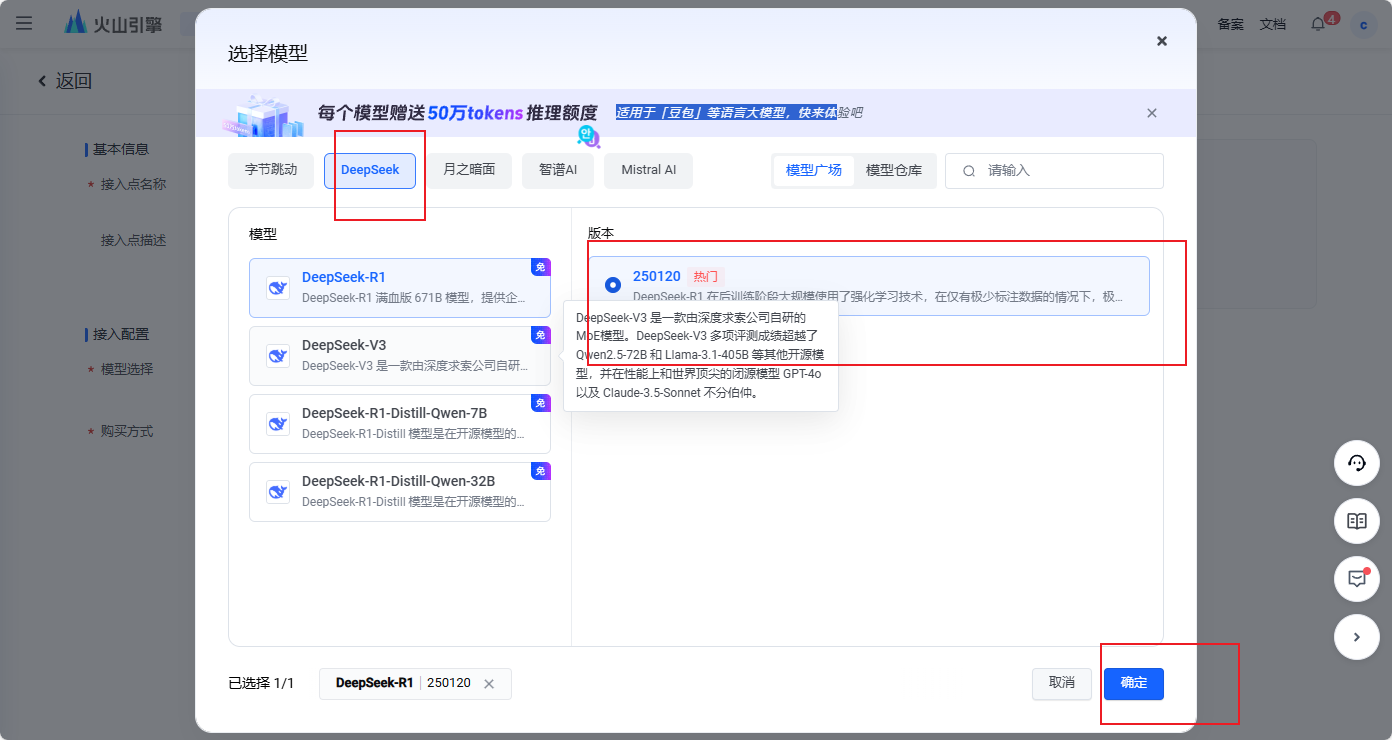 火山引擎
备案 文档 4 c
返回
基本信息
* 接入点名称
接入点描述
接入配置
* 模型选择
* 购买方式
选择模型
每个模型赠送 50万tokens 推理额度 适用于「豆包」等语言大模型，快来体验吧
字节跳动 DeepSeek 月之暗面 智谱AI Mistral AI 模型广场 模型仓库 请输入
模型
DeepSeek-R1 免
DeepSeek-R1 满血版 671B 模型，提供企...
DeepSeek-V3 免
DeepSeek-V3 是一款由深度求索公司自研...
DeepSeek-R1-Distill-Qwen-7B 免
DeepSeek-R1-Distill 模型是在开源模型的...
DeepSeek-R1-Distill-Qwen-32B 免
DeepSeek-R1-Distill 模型是在开源模型的...
版本
250120 热门
DeepSeek-R1 在后训练阶段大规模使用了强化学习技术，在仅有极少标注数据的情况下，极...
DeepSeek-V3 是一款由深度求索公司自研的
MoE模型。DeepSeek-V3 多项评测成绩超越了
Qwen2.5-72B 和 Llama-3.1-405B 等其他开源模
型，并在性能上和世界顶尖的闭源模型 GPT-4o
以及 Claude-3.5-Sonnet 不分伯仲。
已选择 1/1 DeepSeek-R1 250120 取消 确定